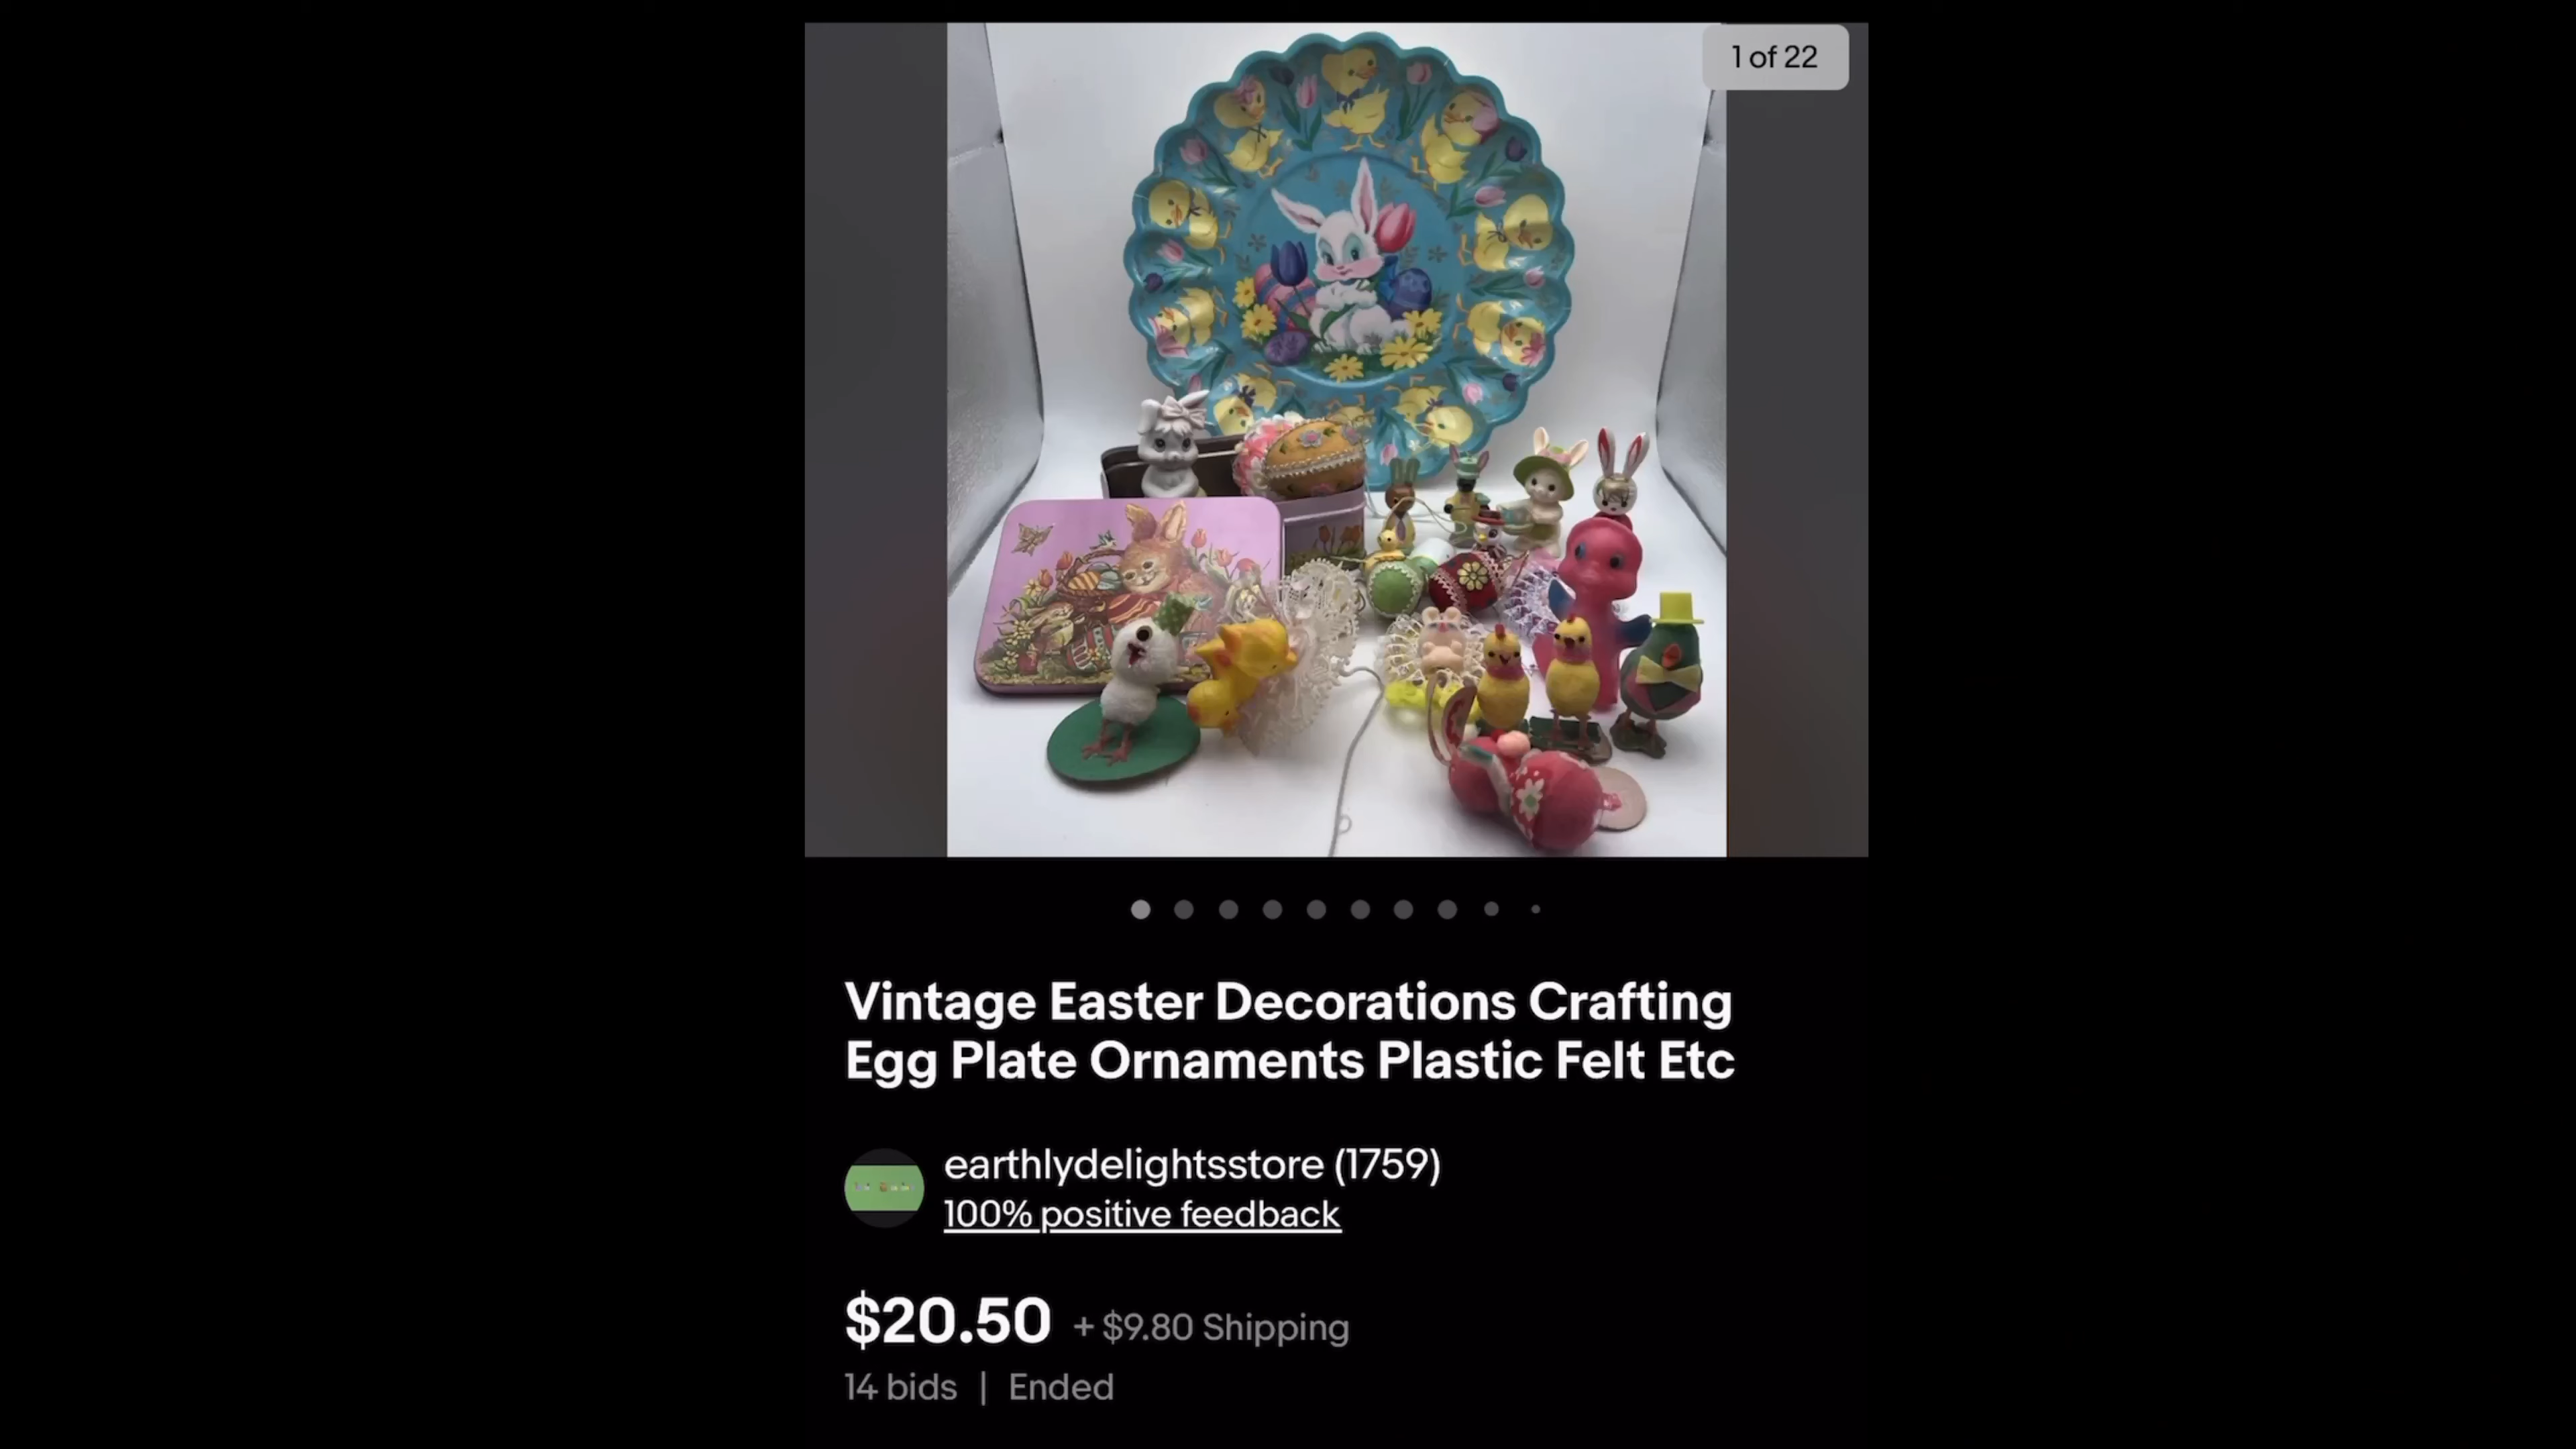 1 of 22
Vintage Easter Decorations Crafting
Egg Plate Ornaments Plastic Felt Etc
earthlydelightsstore (1759)
100% positive feedback
$20.50 + $9.80 Shipping
14 bids | Ended